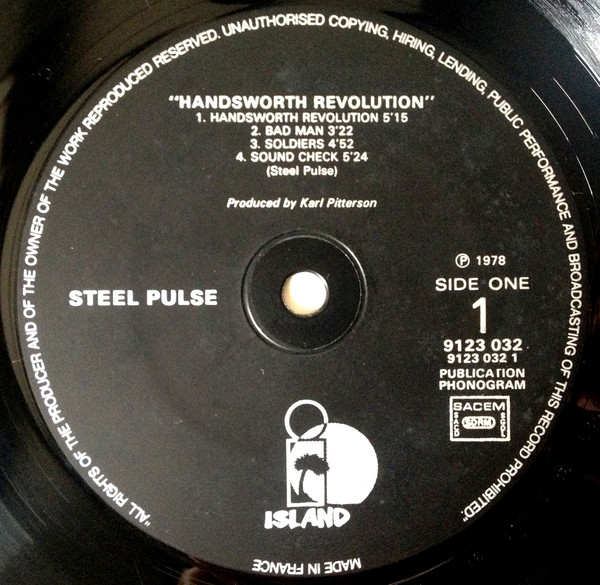 "ALL RIGHTS OF THE PRODUCER AND OF THE OWNER OF THE WORK REPRODUCED RESERVED. UNAUTHORISED COPYING, HIRING, LENDING, PUBLIC PERFORMANCE AND BROADCASTING OF THIS RECORD PROHIBITED."
"HANDSWORTH REVOLUTION"
1. HANDSWORTH REVOLUTION 5'15
2. BAD MAN 3'22
3. SOLDIERS 4'52
4. SOUND CHECK 5'24
(Steel Pulse)
Produced by Karl Pitterson
STEEL PULSE
℗ 1978
SIDE ONE
1
9123 032
9123 032 1
PUBLICATION
PHONOGRAM
SACEM
SACD
SDRM
SGDL
ISLAND
MADE IN FRANCE